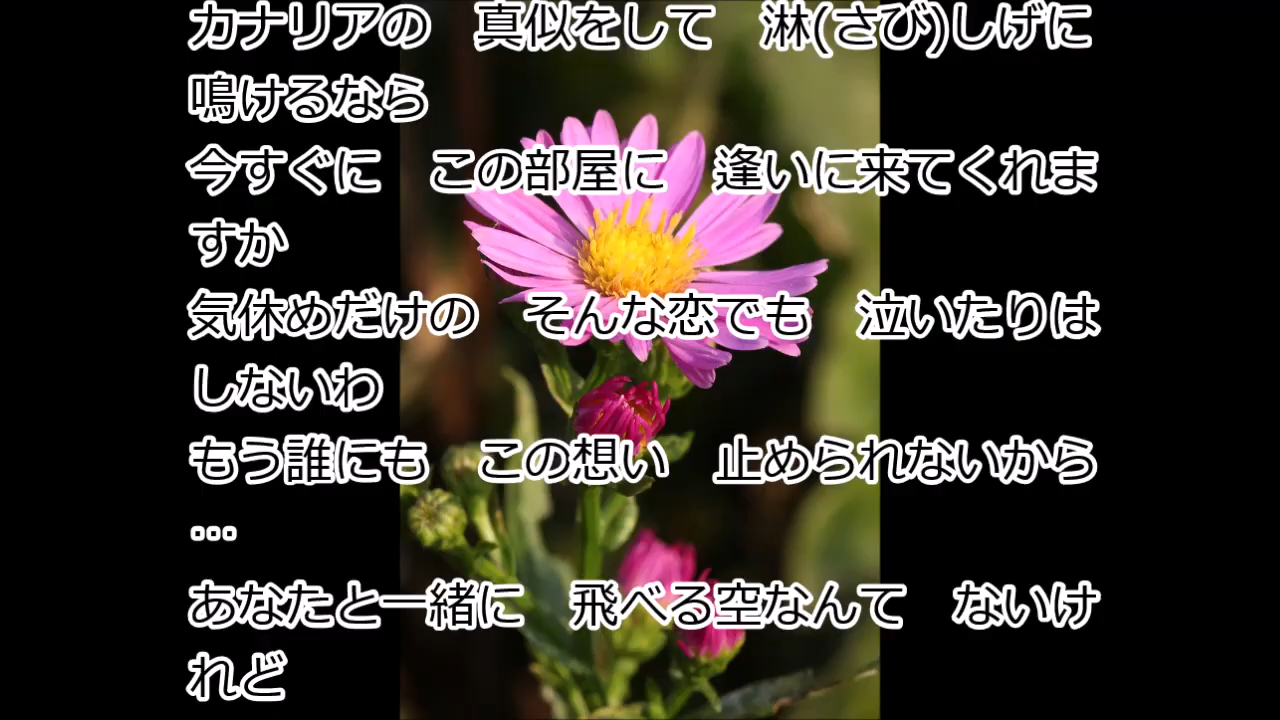 カナリアの　真似をして　淋(さび)しげに
鳴けるなら
今すぐに　この部屋に　逢いに来てくれま
すか
気休めだけの　そんな恋でも　泣いたりは
しないわ
もう誰にも　この想い　止められないから
…
あなたと一緒に　飛べる空なんて　ないけ
れど